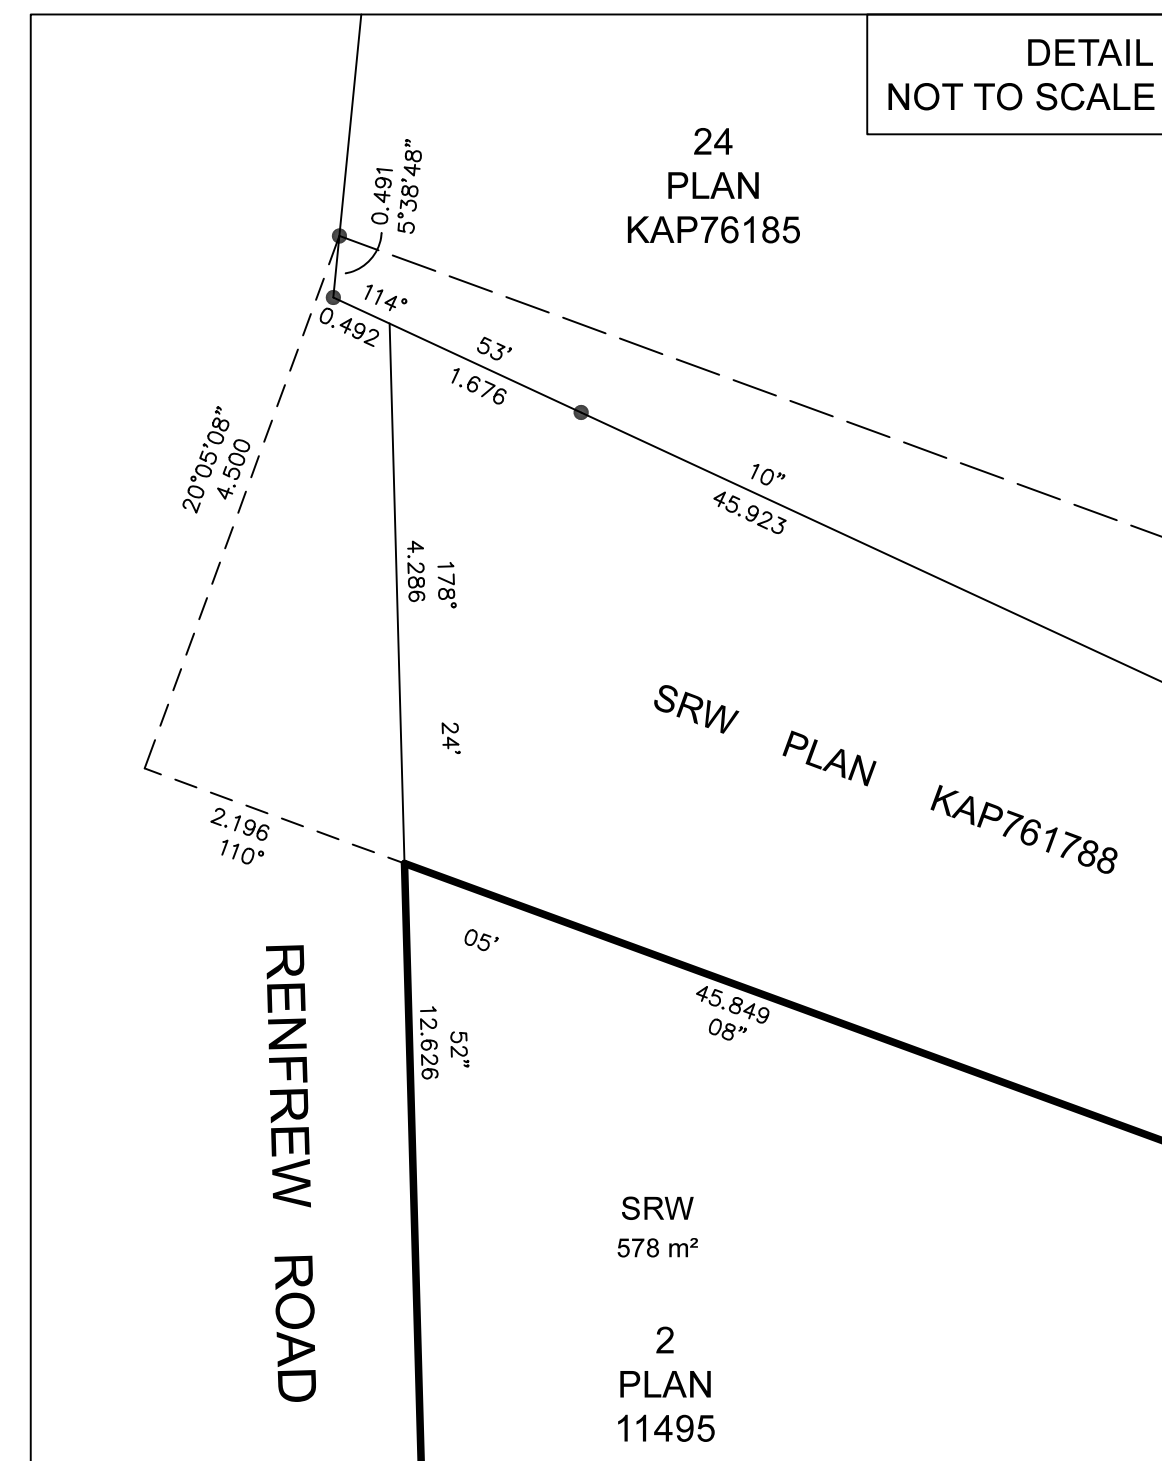 DETAIL
NOT TO SCALE
24
PLAN
KAP76185
0.491
5°38'48"
114°
0.492
53'
1.676
10"
45.923
20°05'08"
4.500
178°
4.286
24'
SRW PLAN KAP761788
2.196
110°
05'
45.849
08"
52"
12.626
RENFREW ROAD
SRW
578 m²
2
PLAN
11495